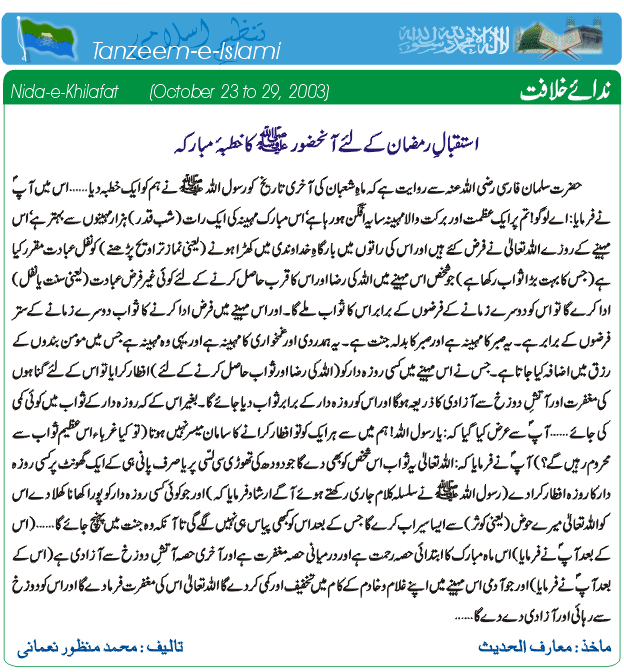 تنظیم اسلامی
Tanzeem-e-Islami
لا الہ الا اللہ محمد رسول اللہ
Nida-e-Khilafat (October 23 to 29, 2003) ندائے خلافت
استقبالِ رمضان کے لئے آنحضور ﷺ کا خطبۂ مبارکہ
حضرت سلمان فارسی رضی اللہ عنہ سے روایت ہے کہ ماہِ شعبان کی آخری تاریخ کو رسول اللہ ﷺ نے ہم کو ایک خطبہ دیا ...... اس میں آپؐ
نے فرمایا: اے لوگو! تم پر ایک عظمت اور برکت والا مہینہ سایہ افگن ہو رہا ہے‘ اس مبارک مہینہ کی ایک رات (شب قدر) ہزار مہینوں سے بہتر ہے‘ اس
مہینے کے روزے اللہ تعالیٰ نے فرض کئے ہیں اور اس کی راتوں میں بارگاہِ خداوندی میں کھڑا ہونے (یعنی نماز تراویح پڑھنے) کو نفل عبادت مقرر کیا
ہے (جس کا بہت بڑا ثواب رکھا ہے) جو شخص اس مہینے میں اللہ کی رضا اور اس کا قرب حاصل کرنے کے لئے کوئی غیر فرض عبادت (یعنی سنت یا نفل)
ادا کرے گا تو اس کو دوسرے زمانے کے فرضوں کے برابر اس کا ثواب ملے گا۔ اور اس مہینے میں فرض ادا کرنے کا ثواب دوسرے زمانے کے ستر
فرضوں کے برابر ہے۔ یہ صبر کا مہینہ ہے اور صبر کا بدلہ جنت ہے۔ یہ ہمدردی اور غمخواری کا مہینہ ہے اور یہی وہ مہینہ ہے جس میں مؤمن بندوں کے
رزق میں اضافہ کیا جاتا ہے۔ جس نے اس مہینے میں کسی روزہ دار کو (اللہ کی رضا اور ثواب حاصل کرنے کے لئے) افطار کرایا تو اس کے لئے گناہوں
کی مغفرت اور آتشِ دوزخ سے آزادی کا ذریعہ ہوگا اور اس کو روزہ دار کے برابر ثواب دیا جائے گا۔ بغیر اس کے کہ روزہ دار کے ثواب میں کوئی کمی
کی جائے ...... آپؐ سے عرض کیا گیا کہ: یا رسول اللہ! ہم میں سے ہر ایک کو تو افطار کرانے کا سامان میسر نہیں ہوتا (تو کیا غرباء اس عظیم ثواب سے
محروم رہیں گے؟) آپؐ نے فرمایا کہ: اللہ تعالیٰ یہ ثواب اس شخص کو بھی دے گا جو دودھ کی تھوڑی سی لسّی پر یا صرف پانی ہی کے ایک گھونٹ پر کسی روزہ
دار کا روزہ افطار کرا دے (رسول اللہ ﷺ نے سلسلہ کلام جاری رکھتے ہوئے آگے ارشاد فرمایا کہ) اور جو کوئی کسی روزہ دار کو پورا کھانا کھلا دے اس
کو اللہ تعالیٰ میرے حوض (یعنی کوثر) سے ایسا سیراب کرے گا جس کے بعد اس کو کبھی پیاس ہی نہیں لگے گی تا آنکہ وہ جنت میں پہنچ جائے گا ......(اس
کے بعد آپؐ نے فرمایا) اس ماہ مبارک کا ابتدائی حصہ رحمت ہے اور درمیانی حصہ مغفرت ہے اور آخری حصہ آتشِ دوزخ سے آزادی ہے (اس کے
بعد آپؐ نے فرمایا) اور جو آدمی اس مہینے میں اپنے غلام و خادم کے کام میں تخفیف اور کمی کر دے گا اللہ تعالیٰ اس کی مغفرت فرما دے گا اور اس کو دوزخ
سے رہائی اور آزادی دے دے گا......
ماخذ : معارف الحدیث تالیف : محمد منظور نعمانی